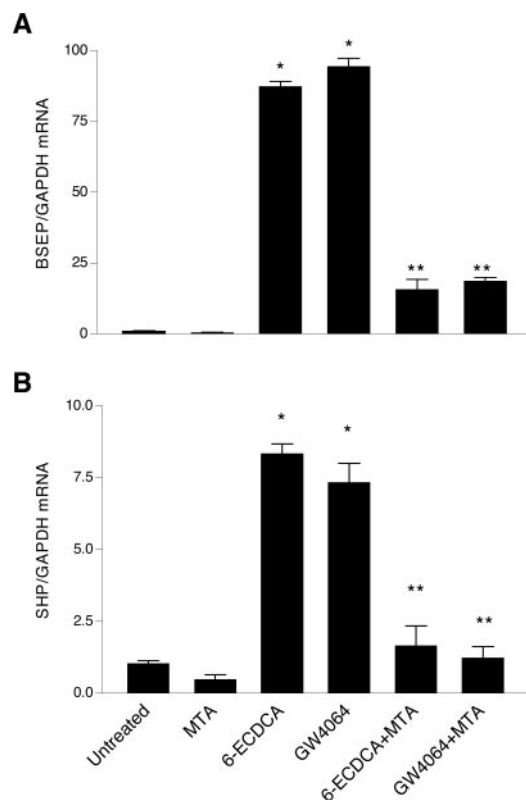 A
BSEP/GAPDH mRNA
100
75
50
25
0
*
*
**
**
B
SHP/GAPDH mRNA
10.0
7.5
5.0
2.5
0.0
*
*
**
**
Untreated
MTA
6-ECDCA
GW4064
6-ECDCA+MTA
GW4064+MTA